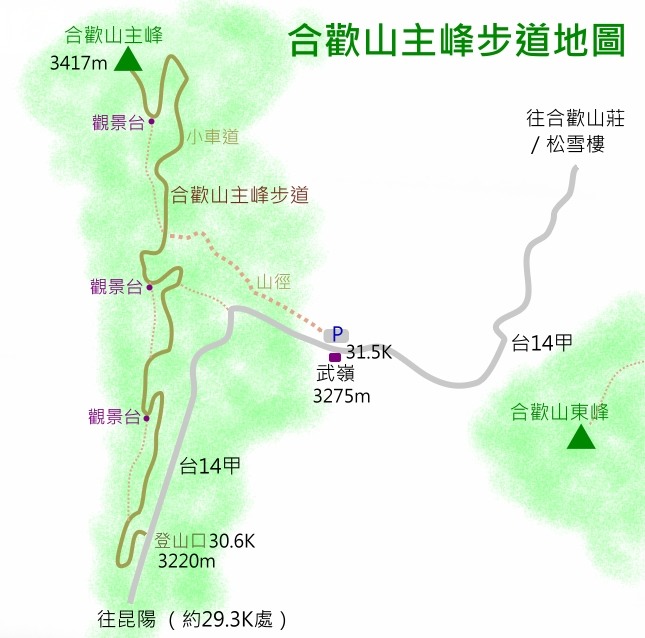 合歡山主峰步道地圖
合歡山主峰
3417m
觀景台
小車道
往合歡山莊
/ 松雪樓
合歡山主峰步道
觀景台
山徑
P
31.5K
武嶺
3275m
台14甲
合歡山東峰
觀景台
台14甲
登山口30.6K
3220m
往昆陽 （ 約29.3K處 ）